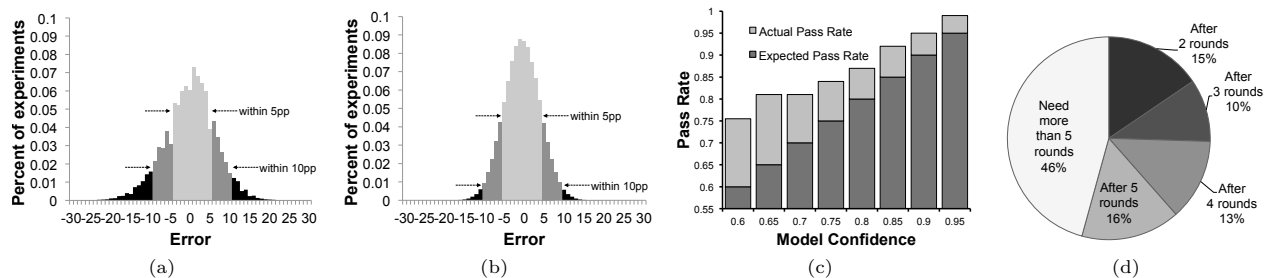 Percent of experiments
0.1
0.09
0.08
0.07
0.06
0.05
0.04
0.03
0.02
0.01
0
within 5pp
within 10pp
-30-25-20-15-10-5 0 5 10 15 20 25 30
Error
(a)
Percent of experiments
0.1
0.09
0.08
0.07
0.06
0.05
0.04
0.03
0.02
0.01
0
within 5pp
within 10pp
-30-25-20-15-10-5 0 5 10 15 20 25 30
Error
(b)
Pass Rate
1
0.95
0.9
0.85
0.8
0.75
0.7
0.65
0.6
0.55
Actual Pass Rate
Expected Pass Rate
0.6 0.65 0.7 0.75 0.8 0.85 0.9 0.95
Model Confidence
(c)
After
2 rounds
15%
After
3 rounds
10%
After
4 rounds
13%
After 5
rounds
16%
Need
more
than 5
rounds
46%
(d)